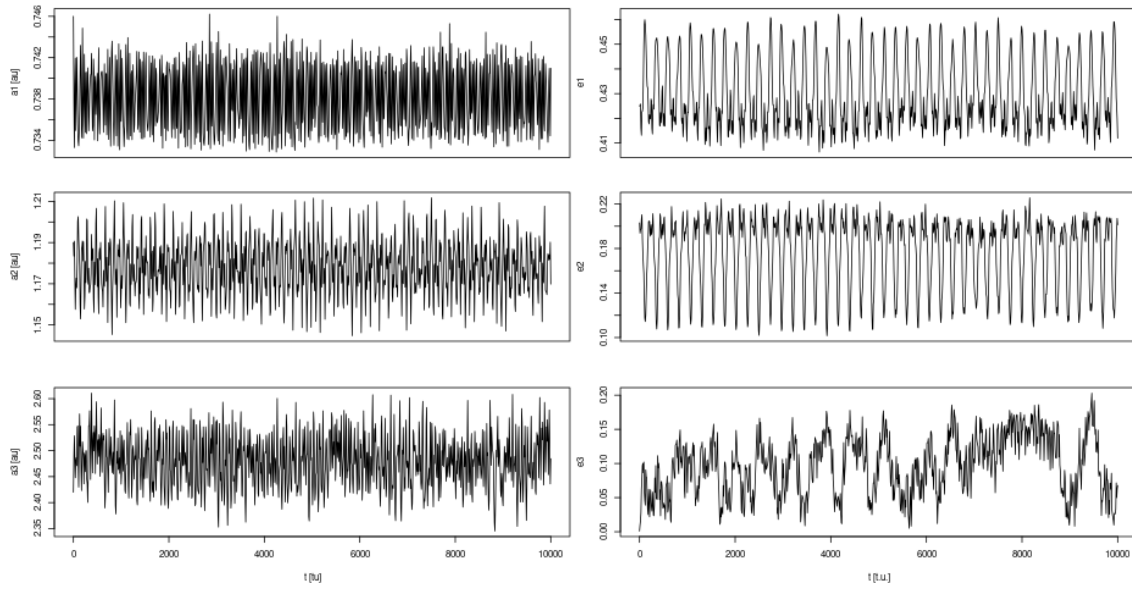 a1 [au]
0.734 0.738 0.742 0.746
e1
0.41 0.43 0.45
a2 [au]
1.15 1.17 1.19 1.21
e2
0.10 0.14 0.18 0.22
a3 [au]
2.35 2.40 2.45 2.50 2.55 2.60
0 2000 4000 6000 8000 10000
t [tu]
e3
0.00 0.05 0.10 0.15 0.20
0 2000 4000 6000 8000 10000
t [t.u.]